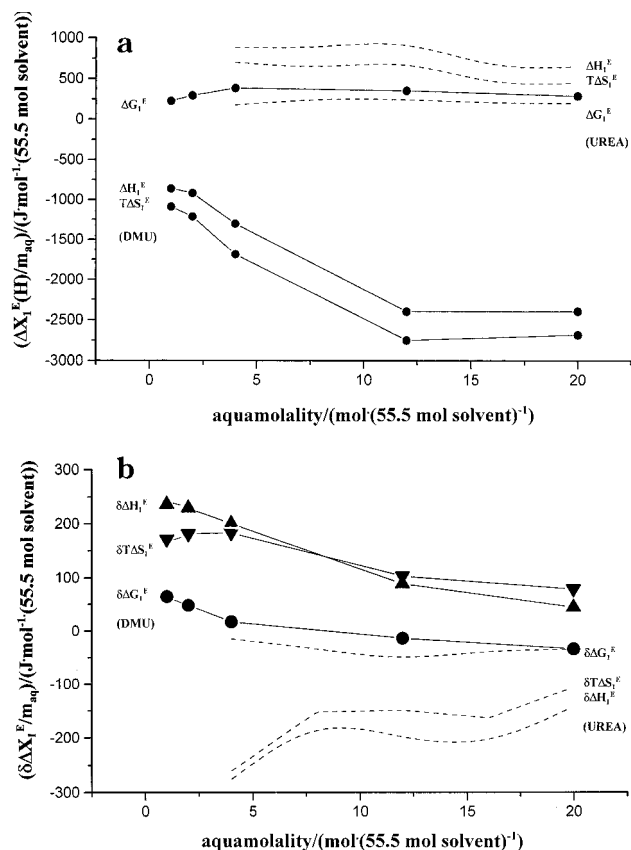 a
(ΔX₁ᴱ(H)/m_aq)/(J·mol⁻¹·(55.5 mol solvent))
1000
500
0
-500
-1000
-1500
-2000
-2500
-3000
ΔG₁ᴱ
ΔH₁ᴱ
TΔS₁ᴱ
(DMU)
ΔH₁ᴱ
TΔS₁ᴱ
ΔG₁ᴱ
(UREA)
0 5 10 15 20
aquamolality/(mol·(55.5 mol solvent)⁻¹)
b
(δΔX₁ᴱ/m_aq)/(J·mol⁻¹·(55.5 mol solvent))
300
200
100
0
-100
-200
-300
δΔH₁ᴱ
δTΔS₁ᴱ
δΔG₁ᴱ
(DMU)
δΔG₁ᴱ
δTΔS₁ᴱ
δΔH₁ᴱ
(UREA)
0 5 10 15 20
aquamolality/(mol·(55.5 mol solvent)⁻¹)